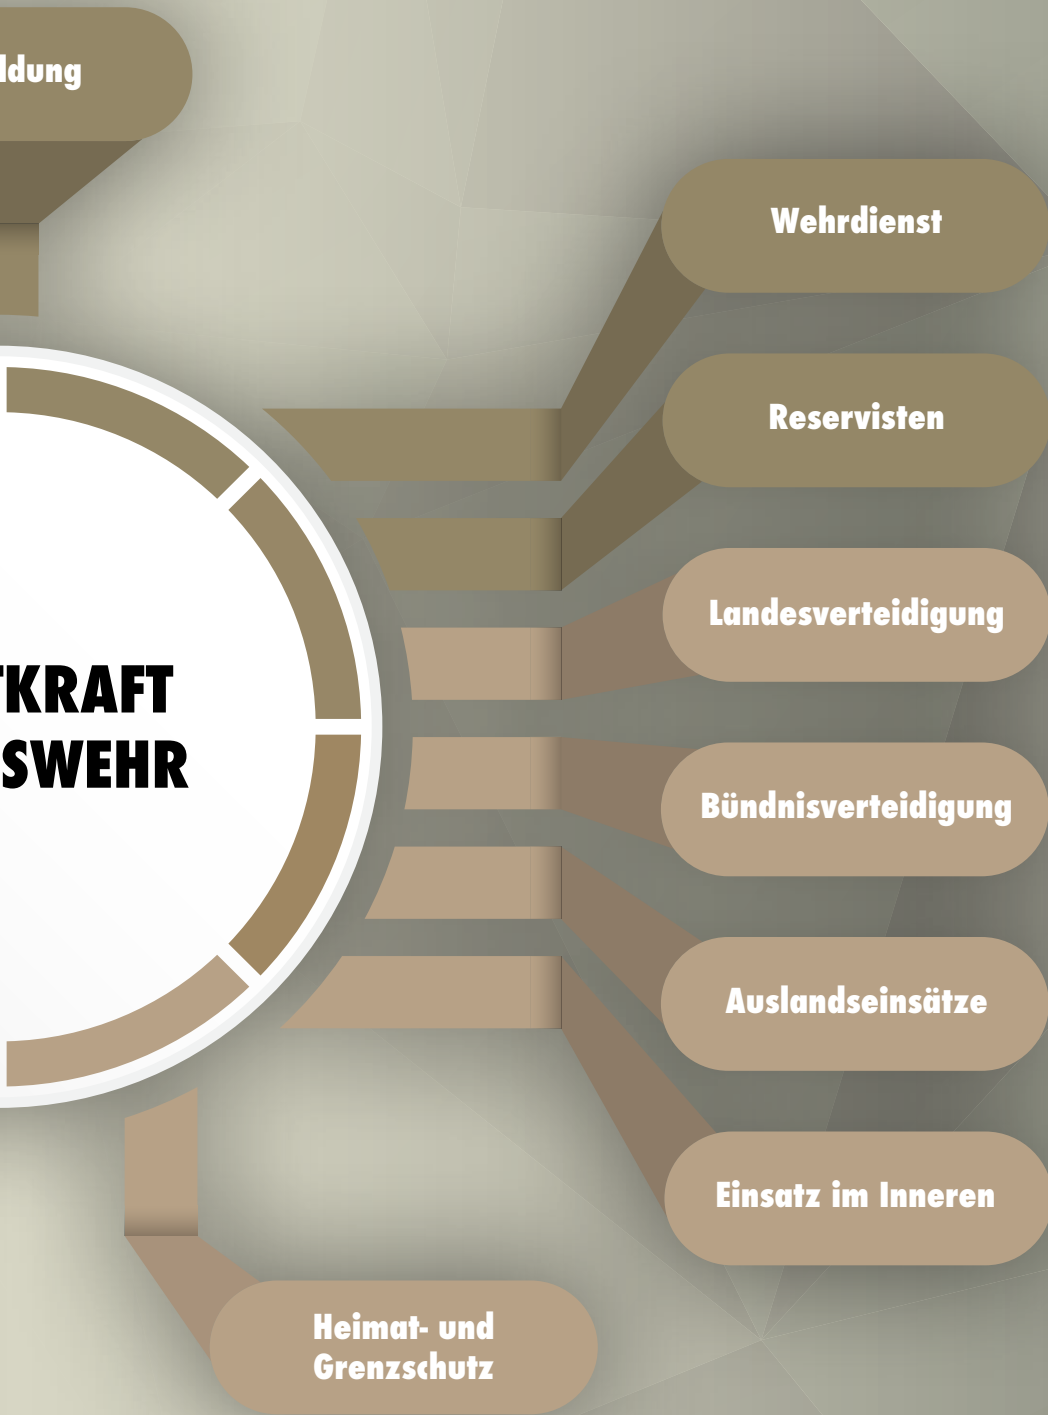 ldung
Wehrdienst
Reservisten
Landesverteidigung
TKRAFT
SWEHR
Bündnisverteidigung
Auslandseinsätze
Einsatz im Inneren
Heimat- und
Grenzschutz